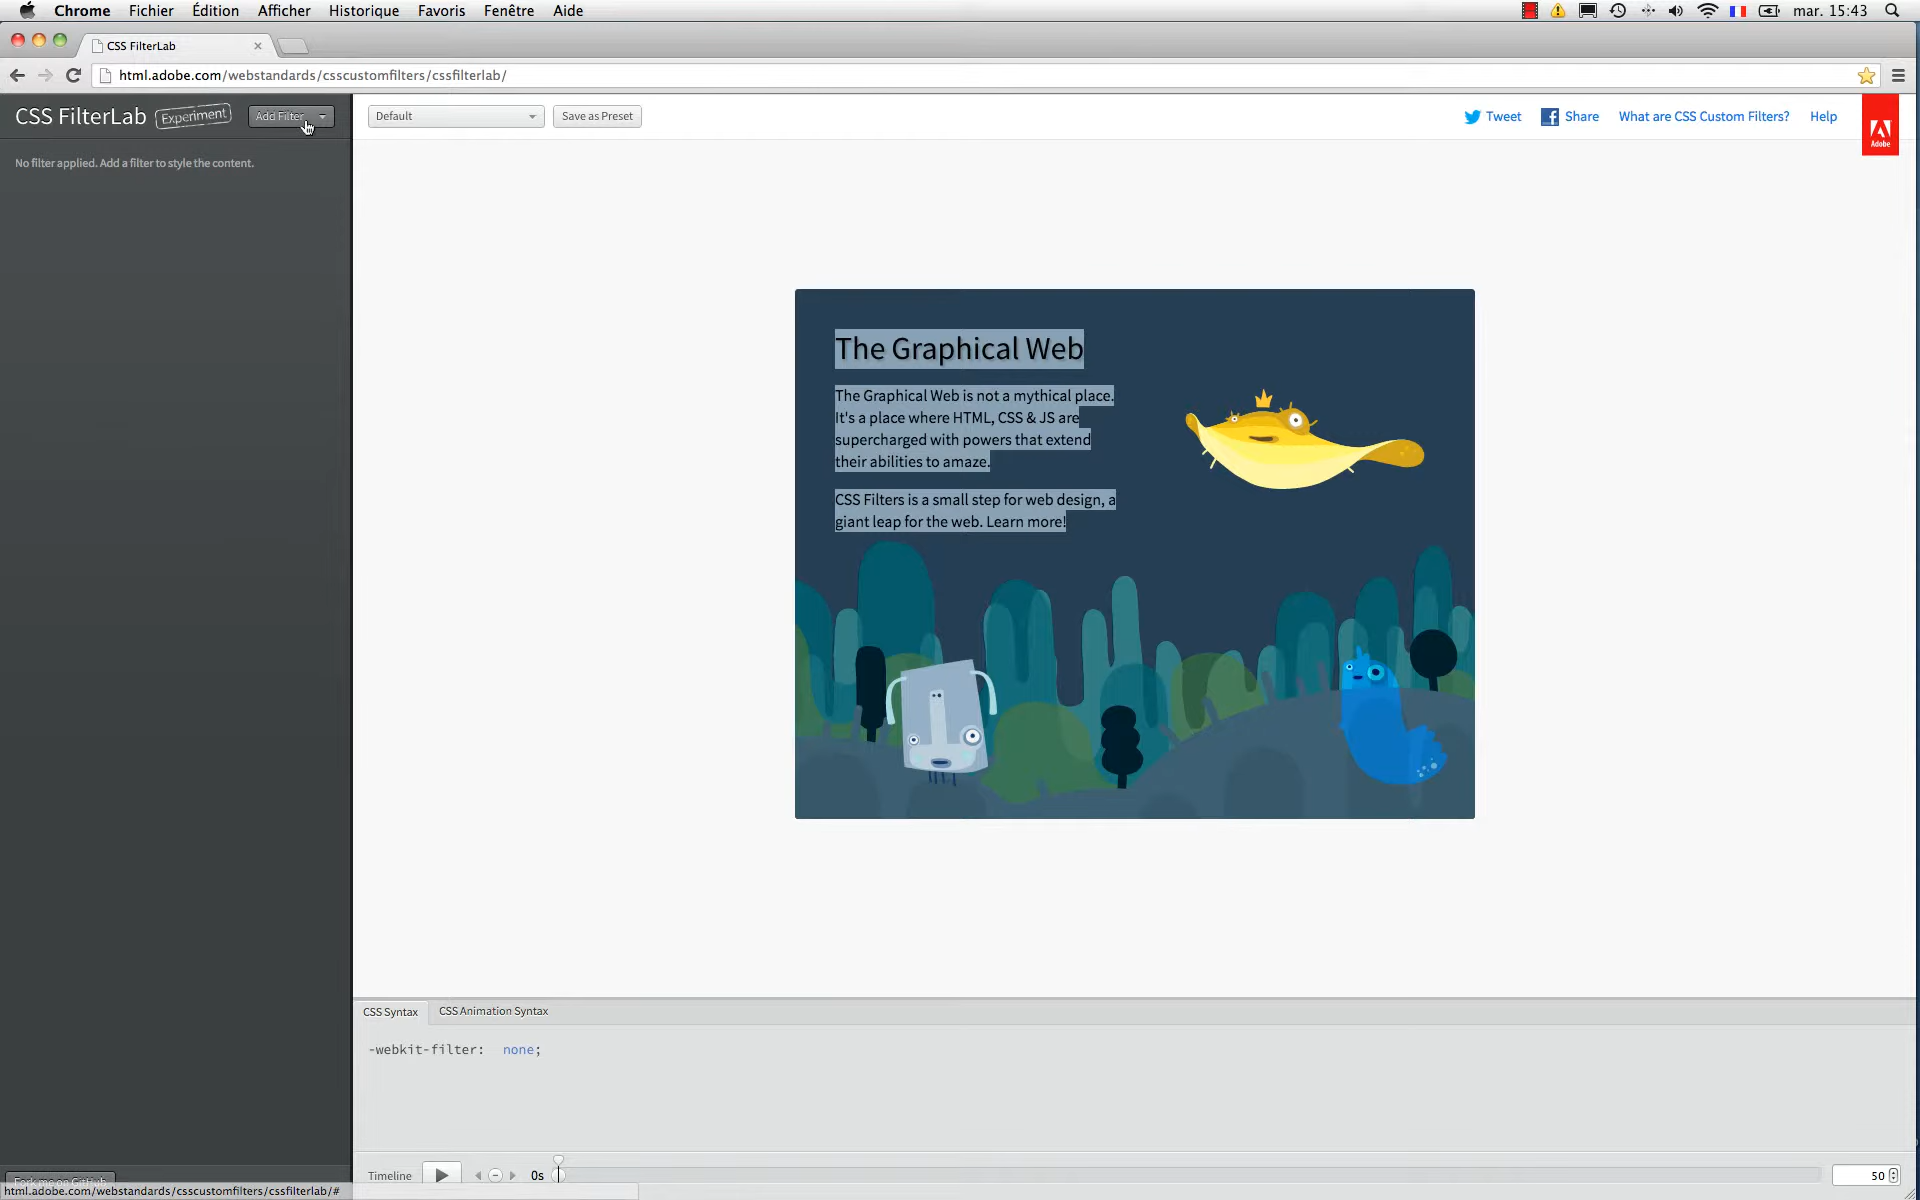 Chrome Fichier Édition Afficher Historique Favoris Fenêtre Aide mar. 15:43
CSS FilterLab
html.adobe.com/webstandards/csscustomfilters/cssfilterlab/
CSS FilterLab Experiment Add Filter
Default Save as Preset Tweet Share What are CSS Custom Filters? Help
Adobe
No filter applied. Add a filter to style the content.
The Graphical Web
The Graphical Web is not a mythical place.
It's a place where HTML, CSS & JS are
supercharged with powers that extend
their abilities to amaze.
CSS Filters is a small step for web design, a
giant leap for the web. Learn more!
CSS Syntax CSS Animation Syntax
-webkit-filter: none;
Timeline 0s 50
Fork me on GitHub
html.adobe.com/webstandards/csscustomfilters/cssfilterlab/#